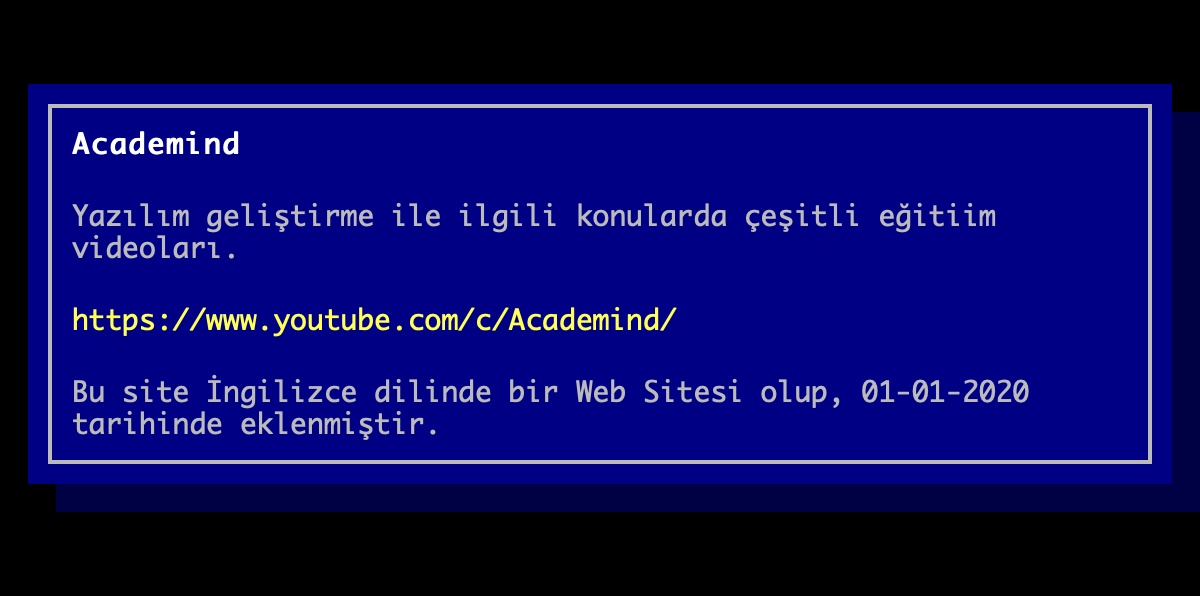 Academind
Yazılım geliştirme ile ilgili konularda çeşitli eğitiim
videoları.
https://www.youtube.com/c/Academind/
Bu site İngilizce dilinde bir Web Sitesi olup, 01-01-2020
tarihinde eklenmiştir.